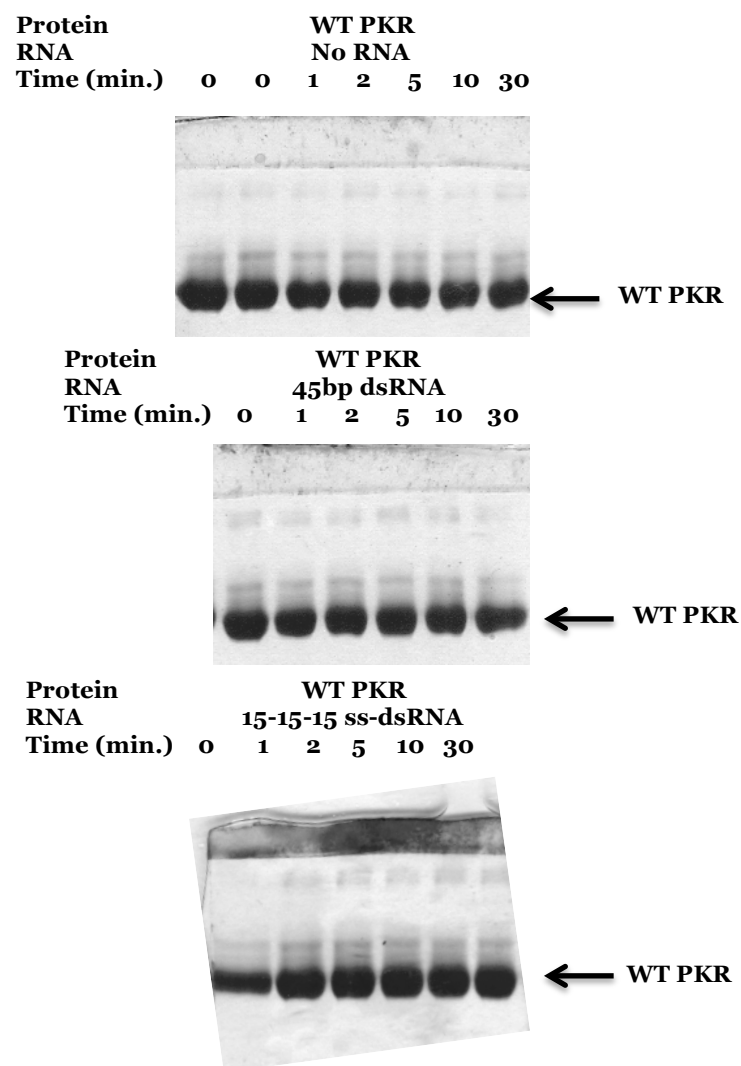 Protein WT PKR
RNA No RNA
Time (min.) 0 0 1 2 5 10 30
WT PKR
Protein WT PKR
RNA 45bp dsRNA
Time (min.) 0 1 2 5 10 30
WT PKR
Protein WT PKR
RNA 15-15-15 ss-dsRNA
Time (min.) 0 1 2 5 10 30
WT PKR